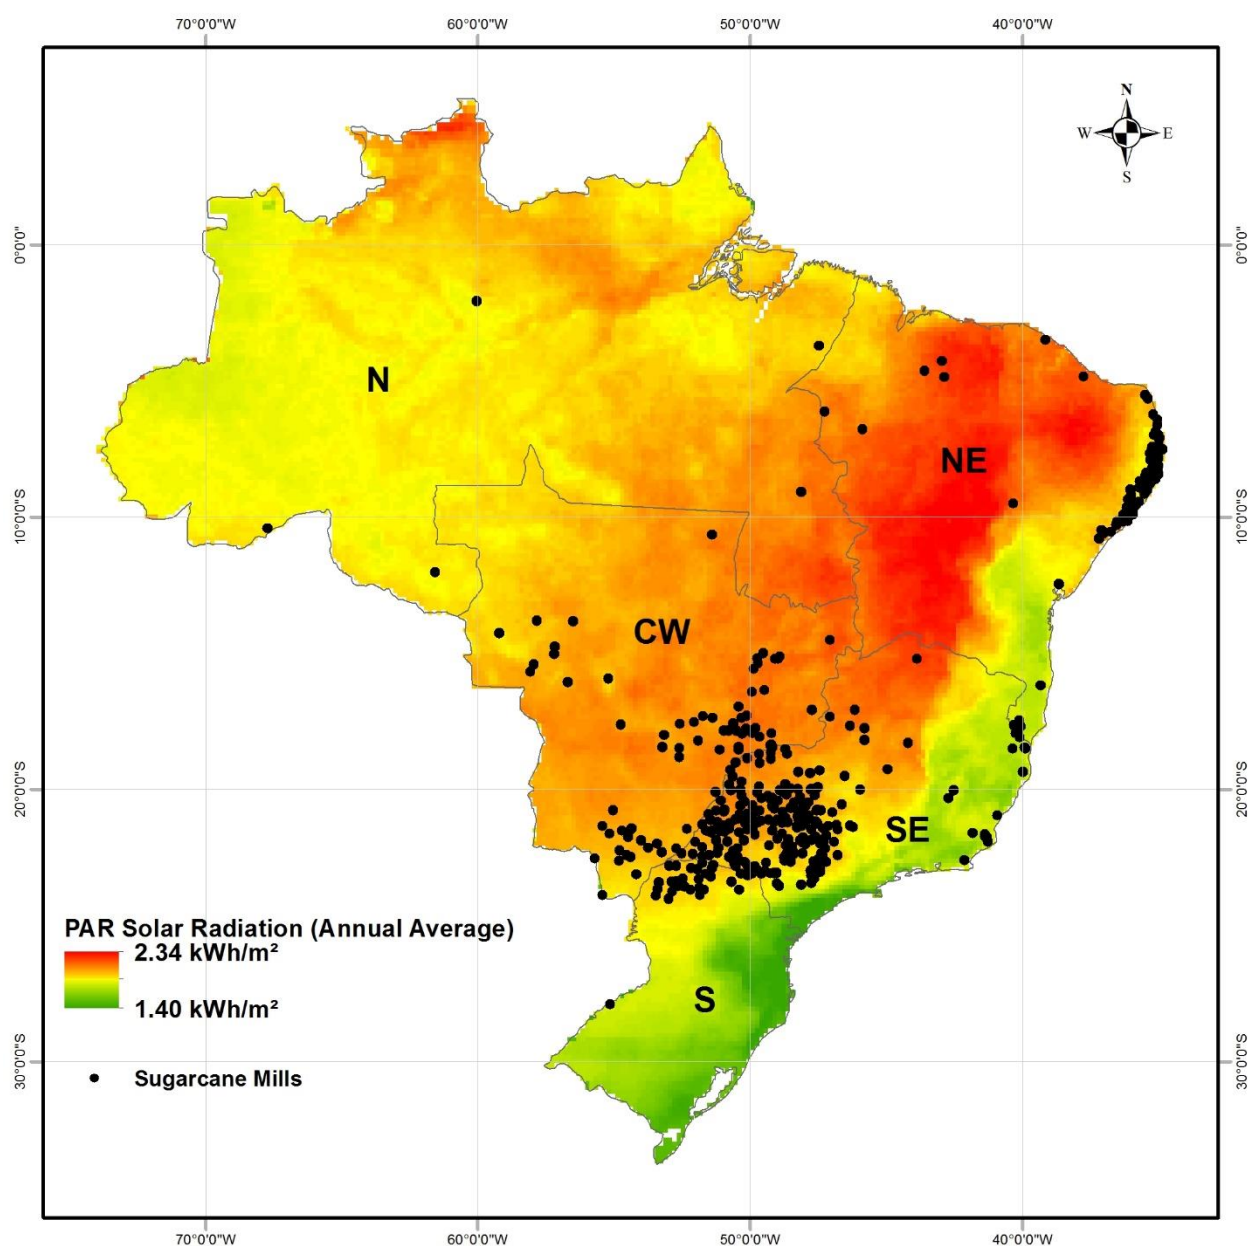 70°0'0"W 60°0'0"W 50°0'0"W 40°0'0"W
N
W E
S
0°0'0" 0°0'0"
N
NE
10°0'0"S 10°0'0"S
CW
20°0'0"S 20°0'0"S
SE
PAR Solar Radiation (Annual Average)
2.34 kWh/m²
1.40 kWh/m²
S
30°0'0"S 30°0'0"S
Sugarcane Mills
70°0'0"W 60°0'0"W 50°0'0"W 40°0'0"W